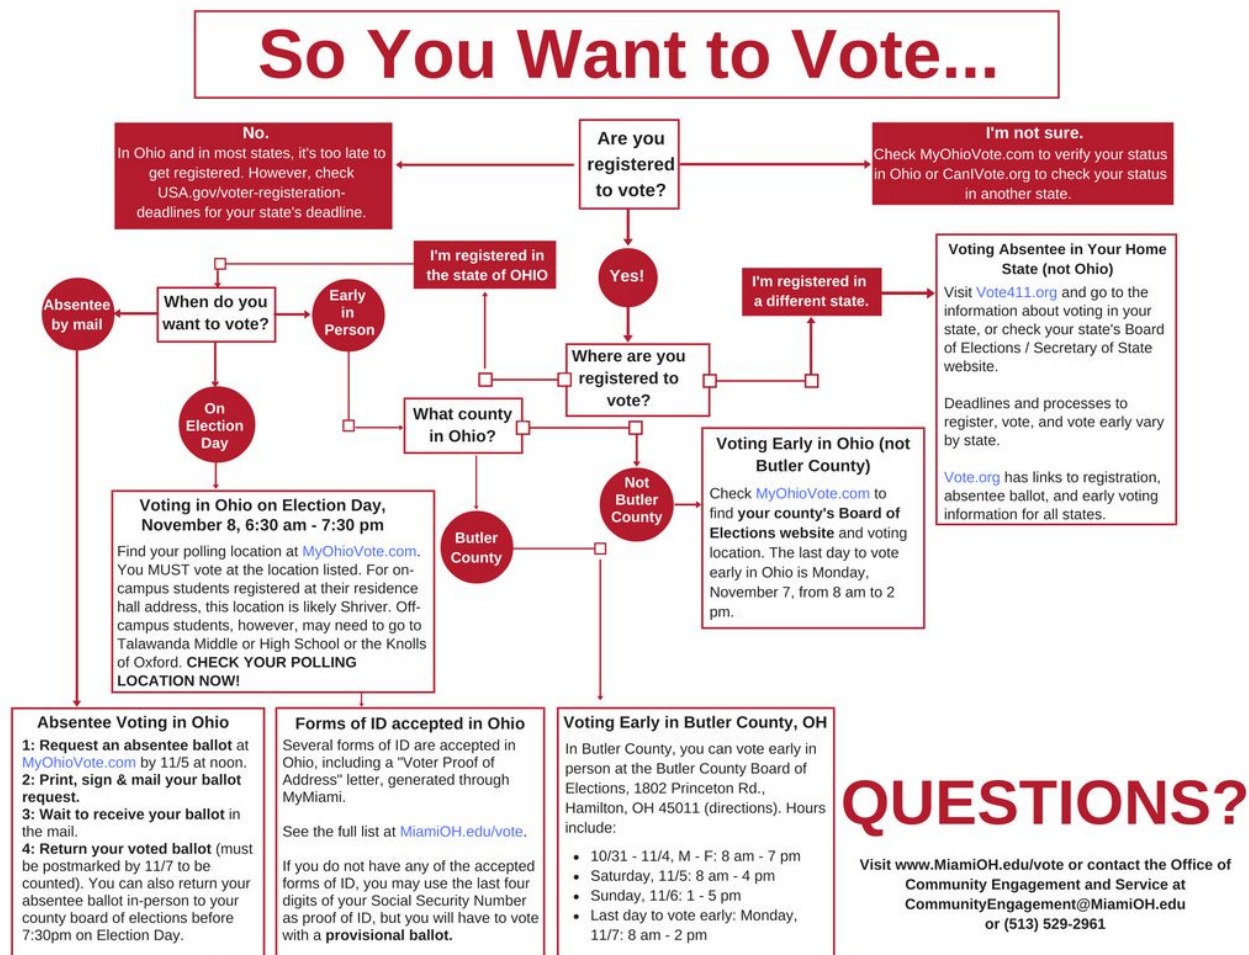 So You Want to Vote...
No.
In Ohio and in most states, it's too late to
get registered. However, check
USA.gov/voter-registeration-
deadlines for your state's deadline.
Are you
registered
to vote?
I'm not sure.
Check MyOhioVote.com to verify your status
in Ohio or CanIVote.org to check your status
in another state.
Yes!
I'm registered in
the state of OHIO
I'm registered in
a different state.
Voting Absentee in Your Home
State (not Ohio)
Visit Vote411.org and go to the
information about voting in your
state, or check your state's Board
of Elections / Secretary of State
website.
Deadlines and processes to
register, vote, and vote early vary
by state.
Vote.org has links to registration,
absentee ballot, and early voting
information for all states.
Absentee
by mail
When do you
want to vote?
Early
in
Person
Where are you
registered to
vote?
On
Election
Day
What county
in Ohio?
Voting Early in Ohio (not
Butler County)
Check MyOhioVote.com to
find your county's Board of
Elections website and voting
location. The last day to vote
early in Ohio is Monday,
November 7, from 8 am to 2
pm.
Not
Butler
County
Butler
County
Voting in Ohio on Election Day,
November 8, 6:30 am - 7:30 pm
Find your polling location at MyOhioVote.com.
You MUST vote at the location listed. For on-
campus students registered at their residence
hall address, this location is likely Shriver. Off-
campus students, however, may need to go to
Talawanda Middle or High School or the Knolls
of Oxford. CHECK YOUR POLLING
LOCATION NOW!
Absentee Voting in Ohio
1: Request an absentee ballot at
MyOhioVote.com by 11/5 at noon.
2: Print, sign & mail your ballot
request.
3: Wait to receive your ballot in
the mail.
4: Return your voted ballot (must
be postmarked by 11/7 to be
counted). You can also return your
absentee ballot in-person to your
county board of elections before
7:30pm on Election Day.
Forms of ID accepted in Ohio
Several forms of ID are accepted in
Ohio, including a "Voter Proof of
Address" letter, generated through
MyMiami.
See the full list at MiamiOH.edu/vote.
If you do not have any of the accepted
forms of ID, you may use the last four
digits of your Social Security Number
as proof of ID, but you will have to vote
with a provisional ballot.
Voting Early in Butler County, OH
In Butler County, you can vote early in
person at the Butler County Board of
Elections, 1802 Princeton Rd.,
Hamilton, OH 45011 (directions). Hours
include:
• 10/31 - 11/4, M - F: 8 am - 7 pm
• Saturday, 11/5: 8 am - 4 pm
• Sunday, 11/6: 1 - 5 pm
• Last day to vote early: Monday,
11/7: 8 am - 2 pm
QUESTIONS?
Visit www.MiamiOH.edu/vote or contact the Office of
Community Engagement and Service at
CommunityEngagement@MiamiOH.edu
or (513) 529-2961